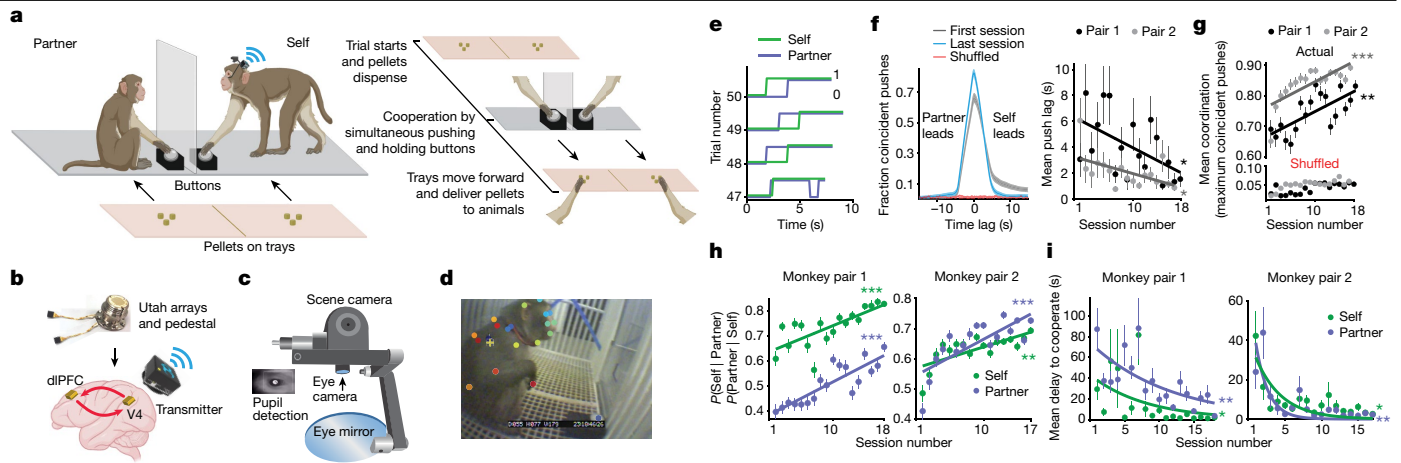 a
Partner
Self
Buttons
Pellets on trays
Trial starts
and pellets
dispense
Cooperation by
simultaneous pushing
and holding buttons
Trays move forward
and deliver pellets
to animals
b
Utah arrays
and pedestal
dlPFC
V4
Transmitter
c
Scene camera
Pupil
detection
Eye
camera
Eye mirror
d
e
Self
Partner
Trial number
50
49
48
47
1
0
0 5 10
Time (s)
f
First session
Last session
Shuffled
Fraction coincident pushes
0.7
0.5
0.3
0.1
Partner
leads
Self
leads
−10 0 10
Time lag (s)
Pair 1 Pair 2
Mean push lag (s)
10
8
6
4
2
0
*
*
1 10 18
Session number
g
Pair 1 Pair 2
Actual
Mean coordination
(maximum coincident pushes)
0.90
0.80
0.70
0.60
***
**
Shuffled
0.10
0.05
1 10 18
Session number
h
Monkey pair 1
P(Self | Partner)
P(Partner | Self)
0.8
0.7
0.6
0.5
0.4
***
***
1 5 10 18
Monkey pair 2
0.8
0.7
0.6
0.5
0.4
***
**
Self
Partner
1 5 10 17
Session number
i
Monkey pair 1
Mean delay to cooperate (s)
100
80
60
40
20
0
**
*
1 5 10 15
Monkey pair 2
60
40
20
0
Self
Partner
*
**
1 5 10 15
Session number